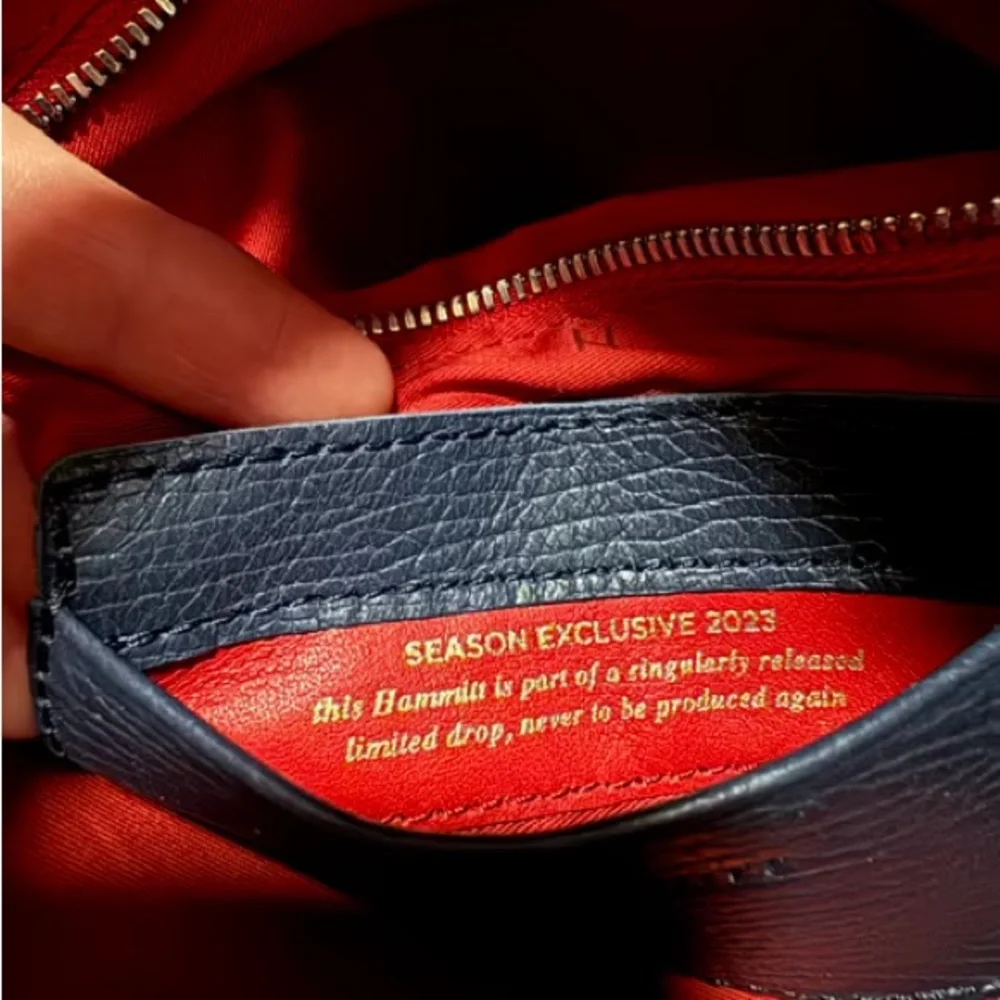 SEASON EXCLUSIVE 2023
this Hammitt is part of a singularly released
limited drop, never to be produced again